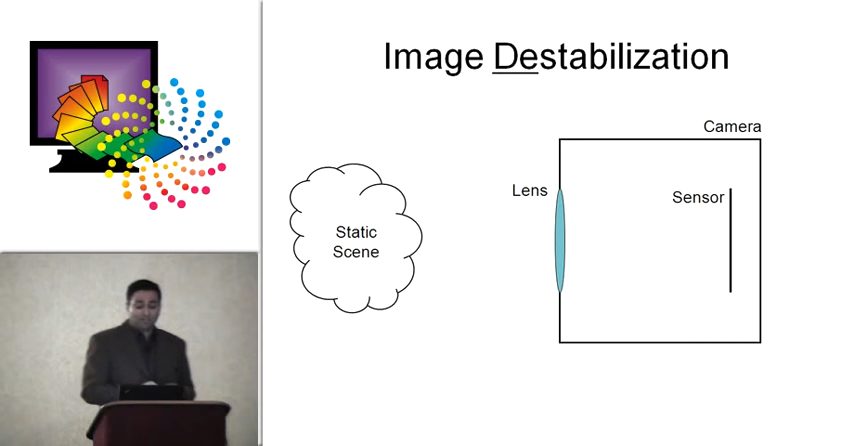 Image Destabilization
Camera
Lens
Sensor
Static
Scene